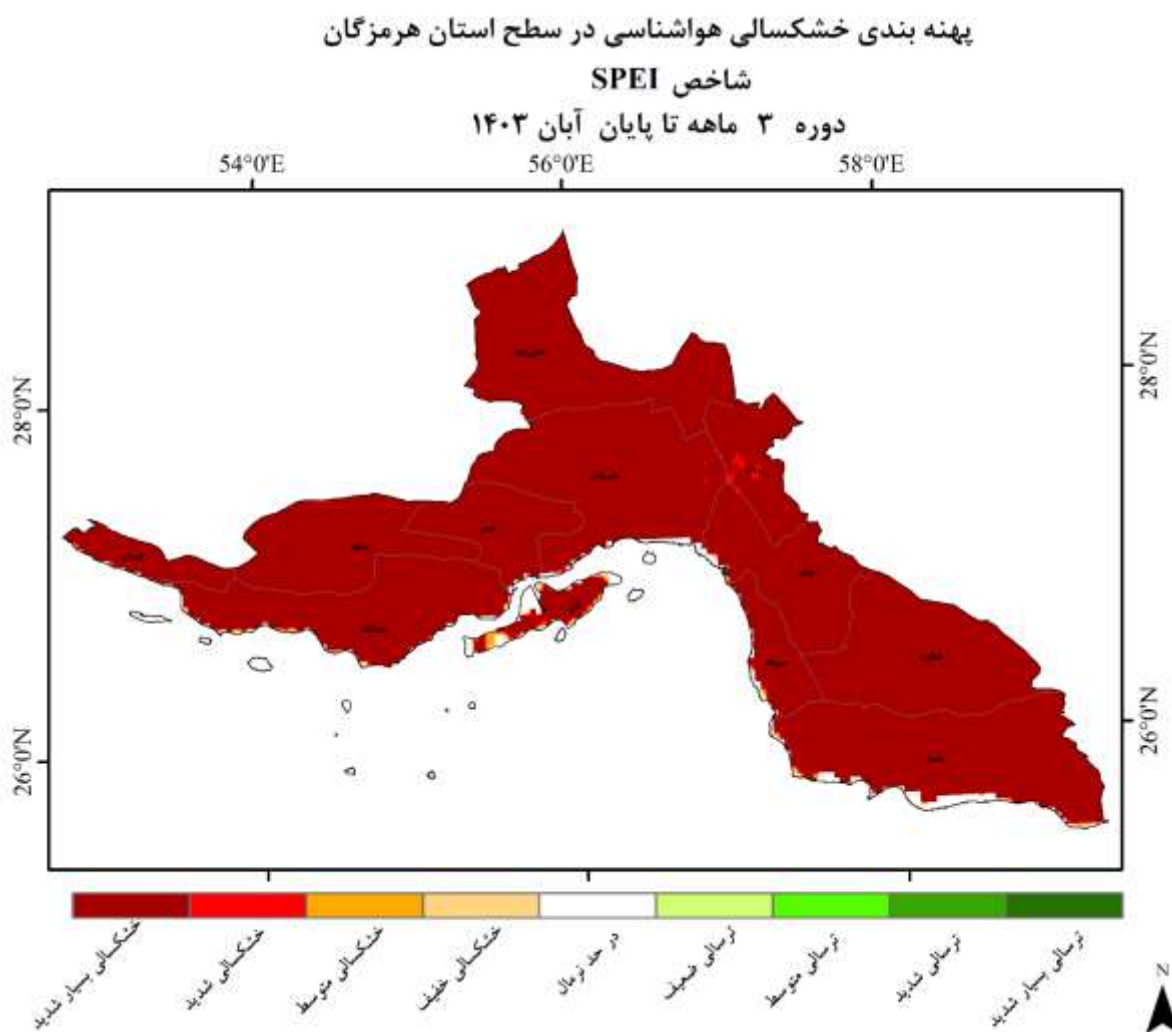 پهنه بندی خشکسالی هواشناسی در سطح استان هرمزگان
شاخص SPEI
دوره ۳ ماهه تا پایان آبان ۱۴۰۳
54°0'E 56°0'E 58°0'E
28°0'N 28°0'N
26°0'N 26°0'N
خشکسالی بسیار شدید
خشکسالی شدید
خشکسالی متوسط
خشکسالی خفیف
در حد نرمال
ترسالی ضعیف
ترسالی متوسط
ترسالی شدید
ترسالی بسیار شدید
N